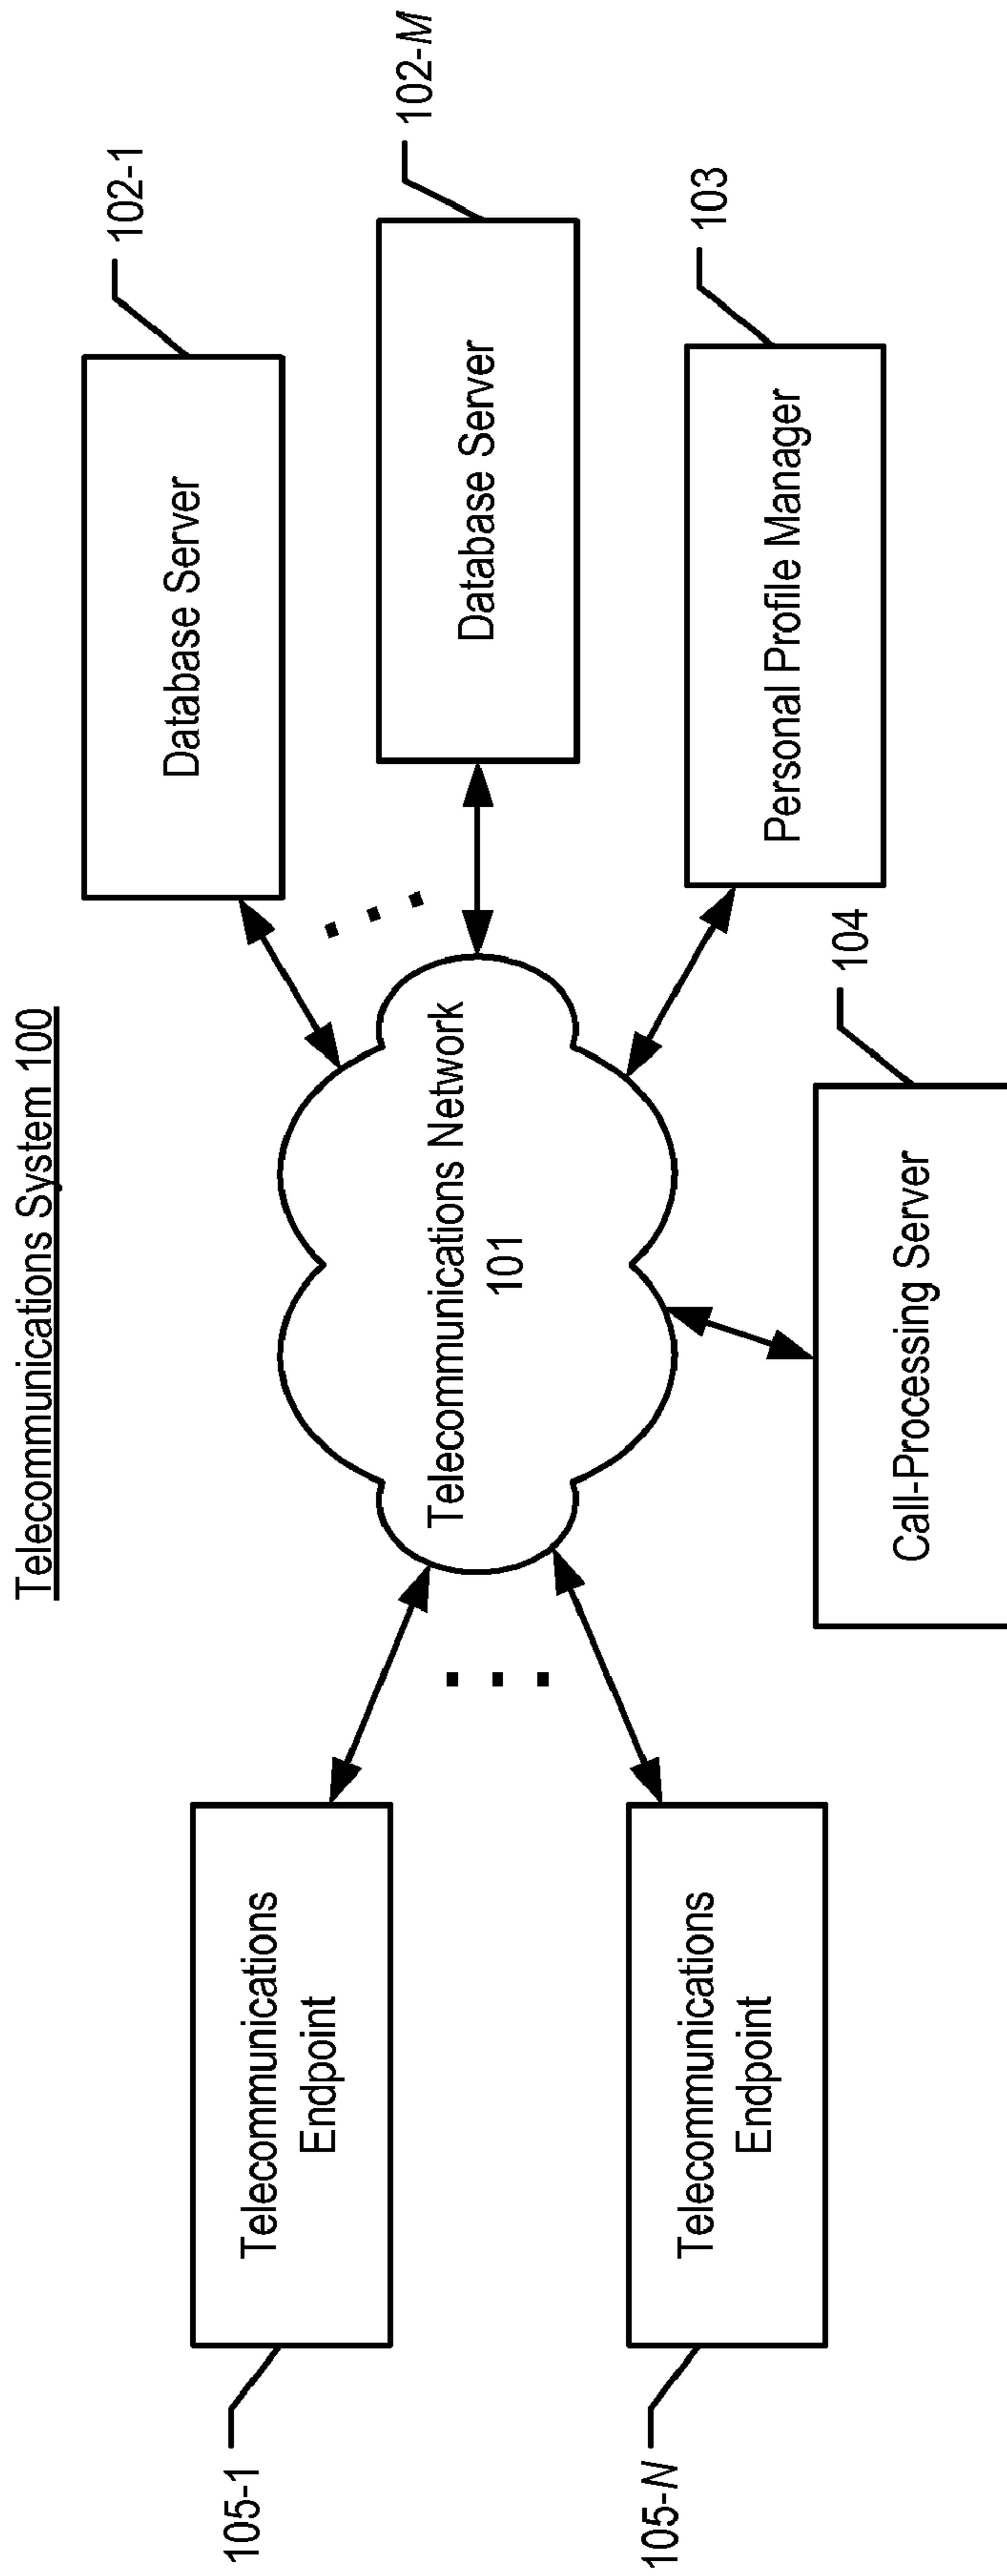 Telecommunications System 100
102-1
Database Server
102-M
Database Server
105-1
Telecommunications
Endpoint
Telecommunications Network
101
103
Personal Profile Manager
105-N
Telecommunications
Endpoint
104
Call-Processing Server